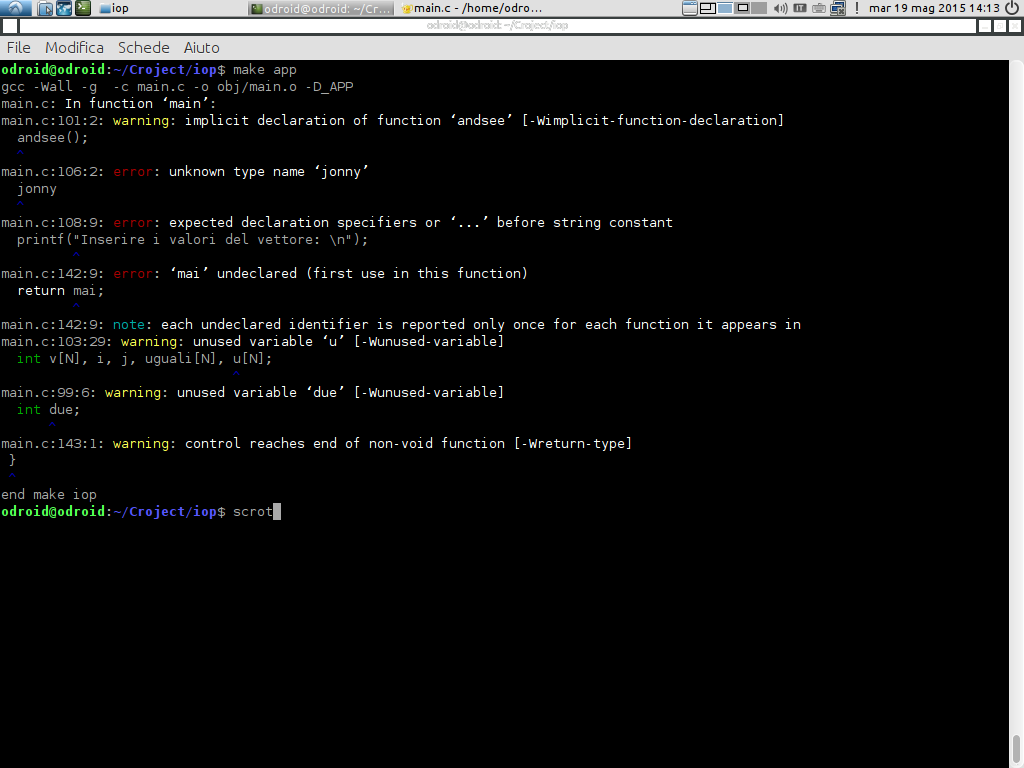 iop
odroid@odroid: ~/Cr...
main.c - /home/odro...
IT
mar 19 mag 2015 14:13
odroid@odroid: ~/Croject/iop
File Modifica Schede Aiuto
odroid@odroid:~/Croject/iop$ make app
gcc -Wall -g  -c main.c -o obj/main.o -D_APP
main.c: In function ‘main’:
main.c:101:2: warning: implicit declaration of function ‘andsee’ [-Wimplicit-function-declaration]
  andsee();
  ^
main.c:106:2: error: unknown type name ‘jonny’
  jonny
  ^
main.c:108:9: error: expected declaration specifiers or ‘...’ before string constant
  printf("Inserire i valori del vettore: \n");
         ^
main.c:142:9: error: ‘mai’ undeclared (first use in this function)
  return mai;
         ^
main.c:142:9: note: each undeclared identifier is reported only once for each function it appears in
main.c:103:29: warning: unused variable ‘u’ [-Wunused-variable]
  int v[N], i, j, uguali[N], u[N];
                             ^
main.c:99:6: warning: unused variable ‘due’ [-Wunused-variable]
  int due;
      ^
main.c:143:1: warning: control reaches end of non-void function [-Wreturn-type]
 }
 ^
end make iop
odroid@odroid:~/Croject/iop$ scrot